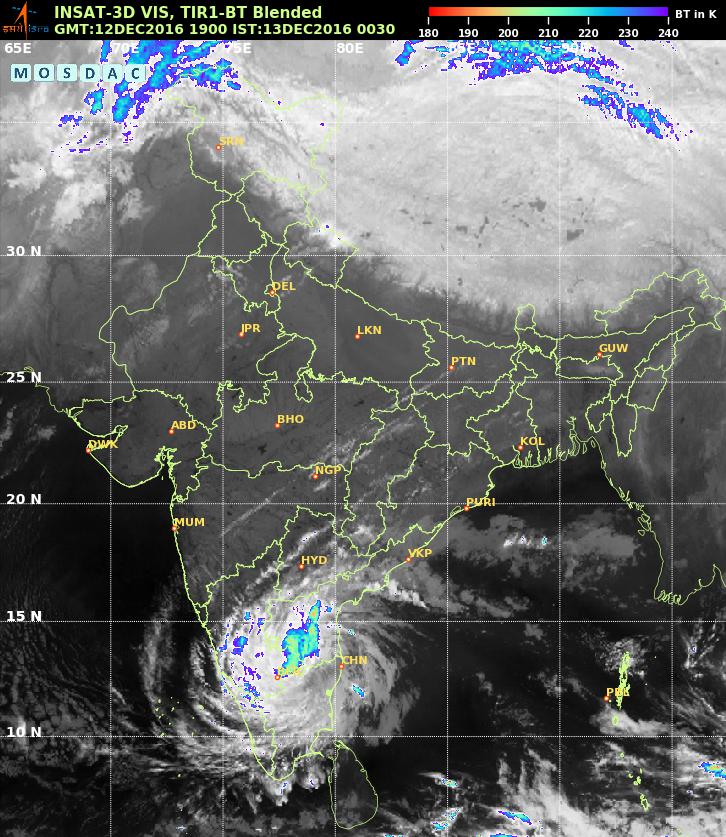 INSAT-3D VIS, TIR1-BT Blended
GMT:12DEC2016 1900 IST:13DEC2016 0030
BT in K
180 190 200 210 220 230 240
65E 70E 75E 80E
M O S D A C
SRN
30 N
DEL
JPR LKN
GUW
PTN
25 N
ABD BHO
DWK KOL
NGP
20 N
PURI
MUM
VKP
HYD
15 N
CHN
10 N